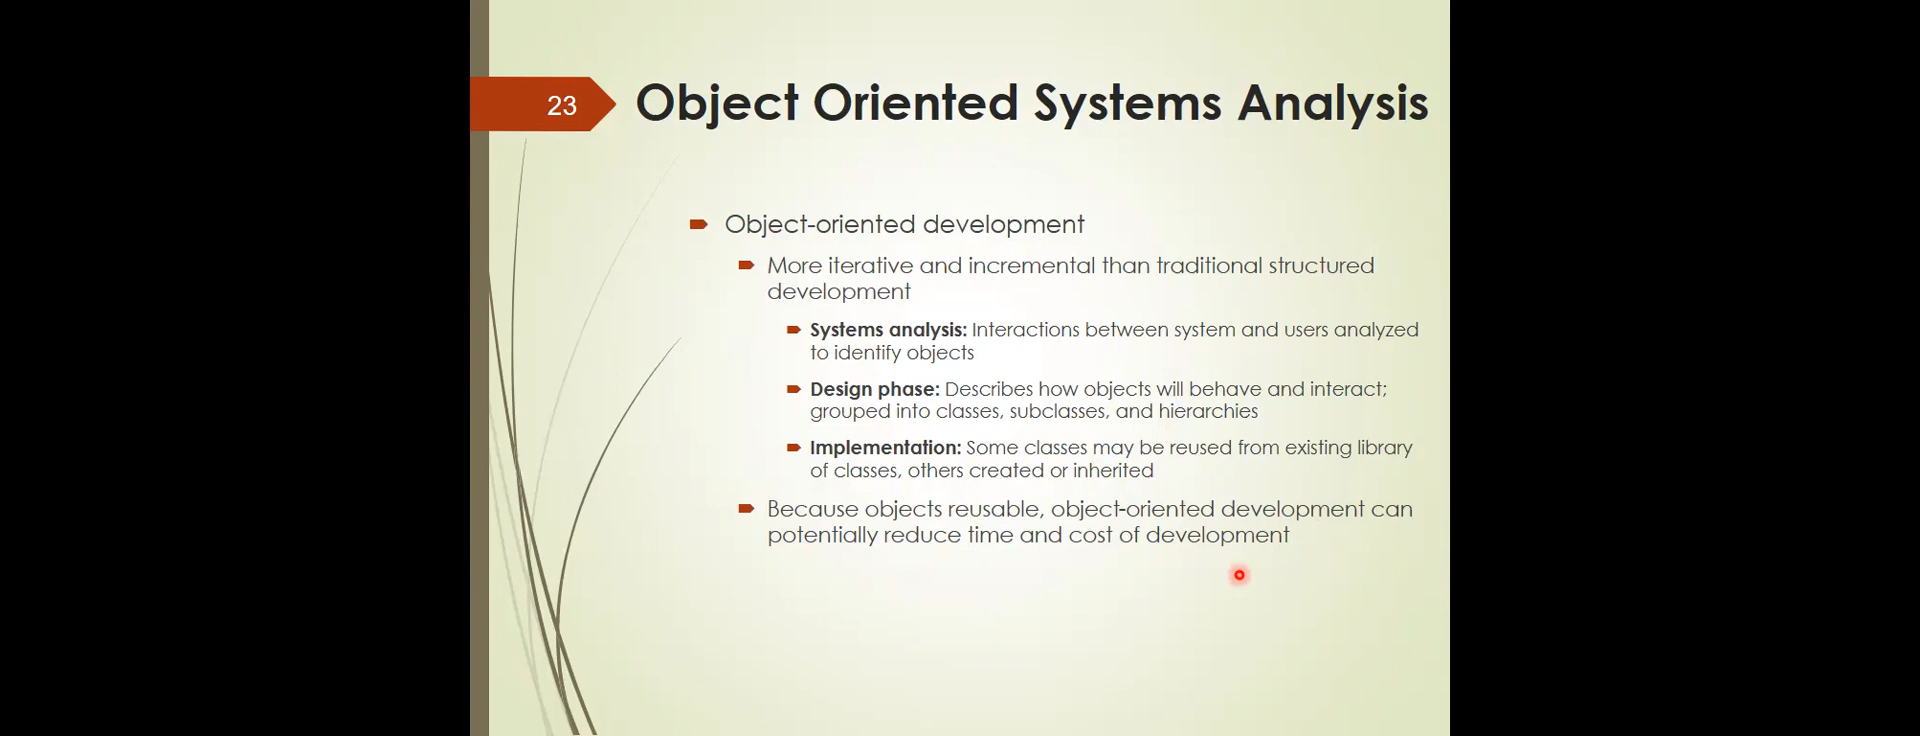 23
Object Oriented Systems Analysis
Object-oriented development
More iterative and incremental than traditional structured
development
Systems analysis: Interactions between system and users analyzed
to identify objects
Design phase: Describes how objects will behave and interact;
grouped into classes, subclasses, and hierarchies
Implementation: Some classes may be reused from existing library
of classes, others created or inherited
Because objects reusable, object-oriented development can
potentially reduce time and cost of development